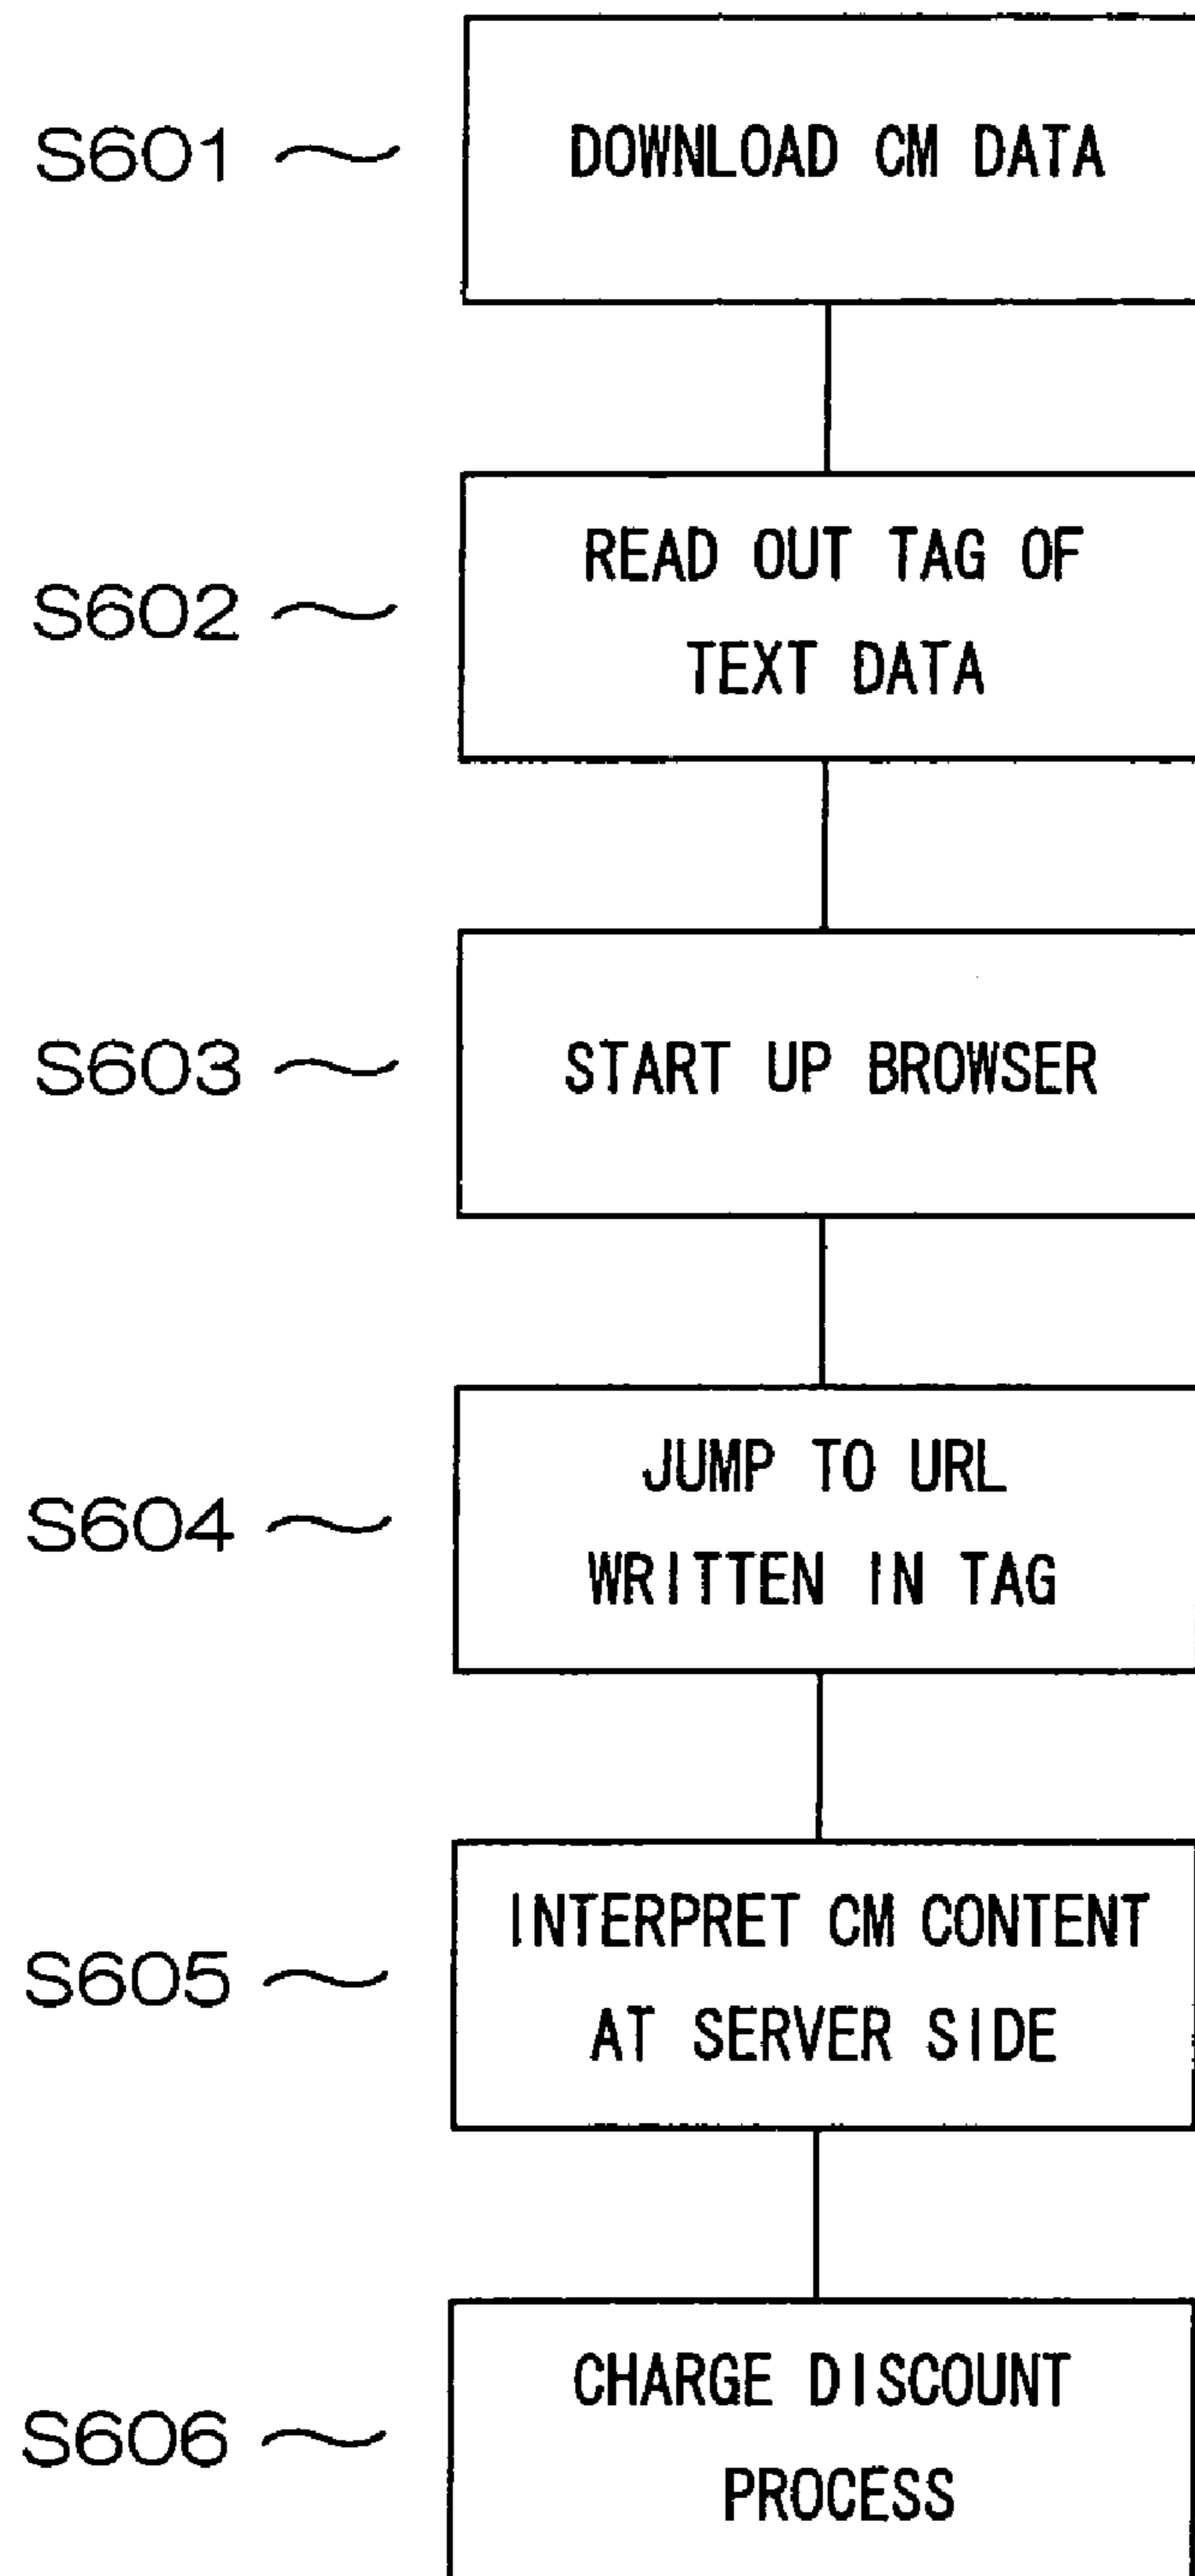 S601 DOWNLOAD CM DATA
S602 READ OUT TAG OF
TEXT DATA
S603 START UP BROWSER
S604 JUMP TO URL
WRITTEN IN TAG
S605 INTERPRET CM CONTENT
AT SERVER SIDE
S606 CHARGE DISCOUNT
PROCESS